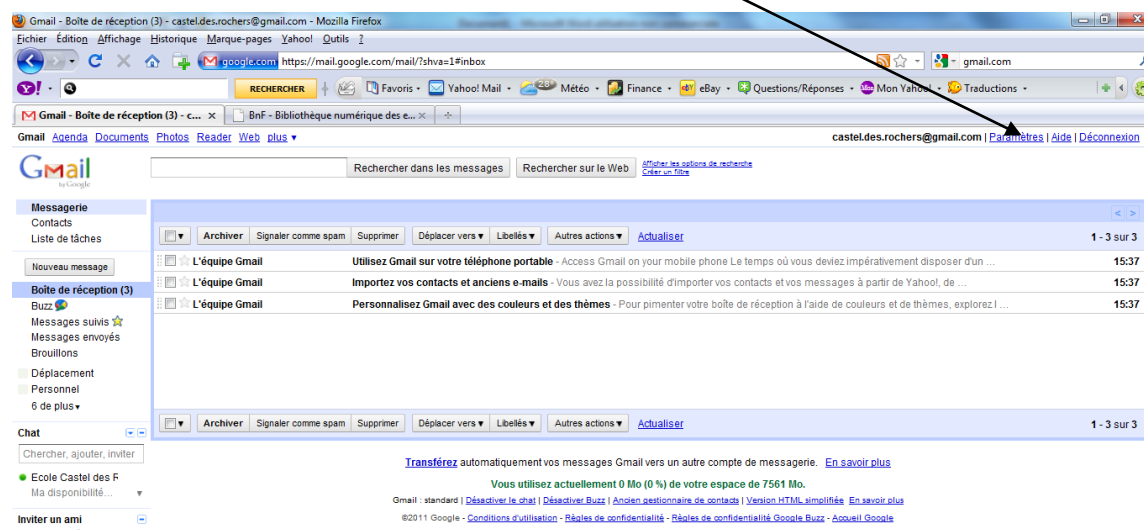 Gmail - Boîte de réception (3) - castel.des.rochers@gmail.com - Mozilla Firefox
Fichier Édition Affichage Historique Marque-pages Yahoo! Outils ?
google.com https://mail.google.com/mail/?shva=1#inbox gmail.com
RECHERCHER Favoris Yahoo! Mail 28° Météo Finance eBay Questions/Réponses Mon Yahoo! Traductions
Gmail - Boîte de réception (3) - c... BnF - Bibliothèque numérique des e...
Gmail Agenda Documents Photos Reader Web plus castel.des.rochers@gmail.com | Paramètres | Aide | Déconnexion
Gmail by Google
Rechercher dans les messages Rechercher sur le Web Afficher les options de recherche
Créer un filtre
Messagerie
Contacts
Liste de tâches
Archiver Signaler comme spam Supprimer Déplacer vers Libellés Autres actions Actualiser 1 - 3 sur 3
Nouveau message
L'équipe Gmail Utilisez Gmail sur votre téléphone portable - Access Gmail on your mobile phone Le temps où vous deviez impérativement disposer d'un ... 15:37
L'équipe Gmail Importez vos contacts et anciens e-mails - Vous avez la possibilité d'importer vos contacts et vos messages à partir de Yahoo!, de ... 15:37
L'équipe Gmail Personnalisez Gmail avec des couleurs et des thèmes - Pour pimenter votre boîte de réception à l'aide de couleurs et de thèmes, explorez l ... 15:37
Boîte de réception (3)
Buzz
Messages suivis
Messages envoyés
Brouillons
Déplacement
Personnel
6 de plus
Archiver Signaler comme spam Supprimer Déplacer vers Libellés Autres actions Actualiser 1 - 3 sur 3
Chat
Chercher, ajouter, inviter
Ecole Castel des R
Ma disponibilité...
Inviter un ami
Transférez automatiquement vos messages Gmail vers un autre compte de messagerie. En savoir plus
Vous utilisez actuellement 0 Mo (0 %) de votre espace de 7561 Mo.
Gmail : standard | Désactiver le chat | Désactiver Buzz | Ancien gestionnaire de contacts | Version HTML simplifiée En savoir plus
©2011 Google - Conditions d'utilisation - Règles de confidentialité - Règles de confidentialité Google Buzz - Accueil Google